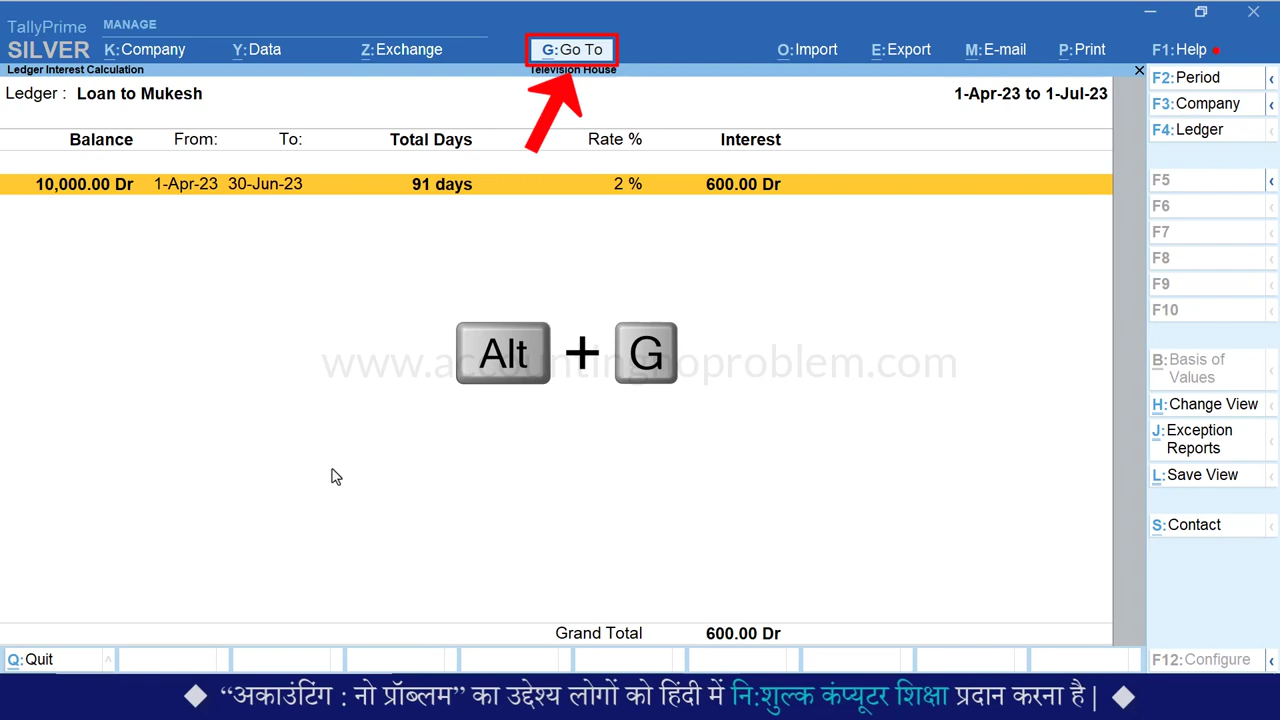 TallyPrime
SILVER
MANAGE
K:Company Y:Data Z:Exchange G:Go To O:Import E:Export M:E-mail P:Print F1:Help
Ledger Interest Calculation Television House
Ledger : Loan to Mukesh 1-Apr-23 to 1-Jul-23
Balance From: To: Total Days Rate % Interest
10,000.00 Dr 1-Apr-23 30-Jun-23 91 days 2 % 600.00 Dr
Alt + G
www.accountingnoproblem.com
Grand Total 600.00 Dr
F2:Period
F3:Company
F4:Ledger
F5
F6
F7
F8
F9
F10
B:Basis of
Values
H:Change View
J:Exception
Reports
L:Save View
S:Contact
Q:Quit F12:Configure
“अकाउंटिंग : नो प्रॉब्लम” का उद्देश्य लोगों को हिंदी में नि:शुल्क कंप्यूटर शिक्षा प्रदान करना है |